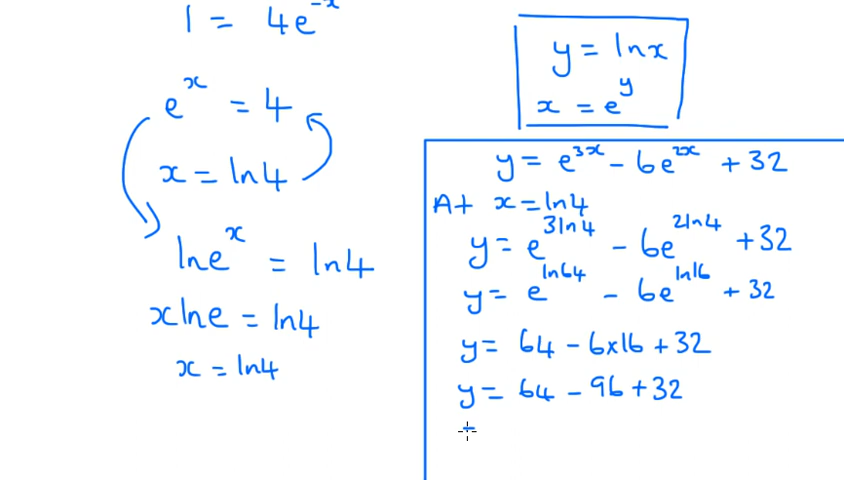 1 = 4e^-x
e^x = 4
x = ln4
lne^x = ln4
xlne = ln4
x = ln4
y = lnx
x = e^y
y = e^3x - 6e^2x + 32
At x = ln4
y = e^3ln4 - 6e^2ln4 + 32
y = e^ln64 - 6e^ln16 + 32
y = 64 - 6x16 + 32
y = 64 - 96 + 32